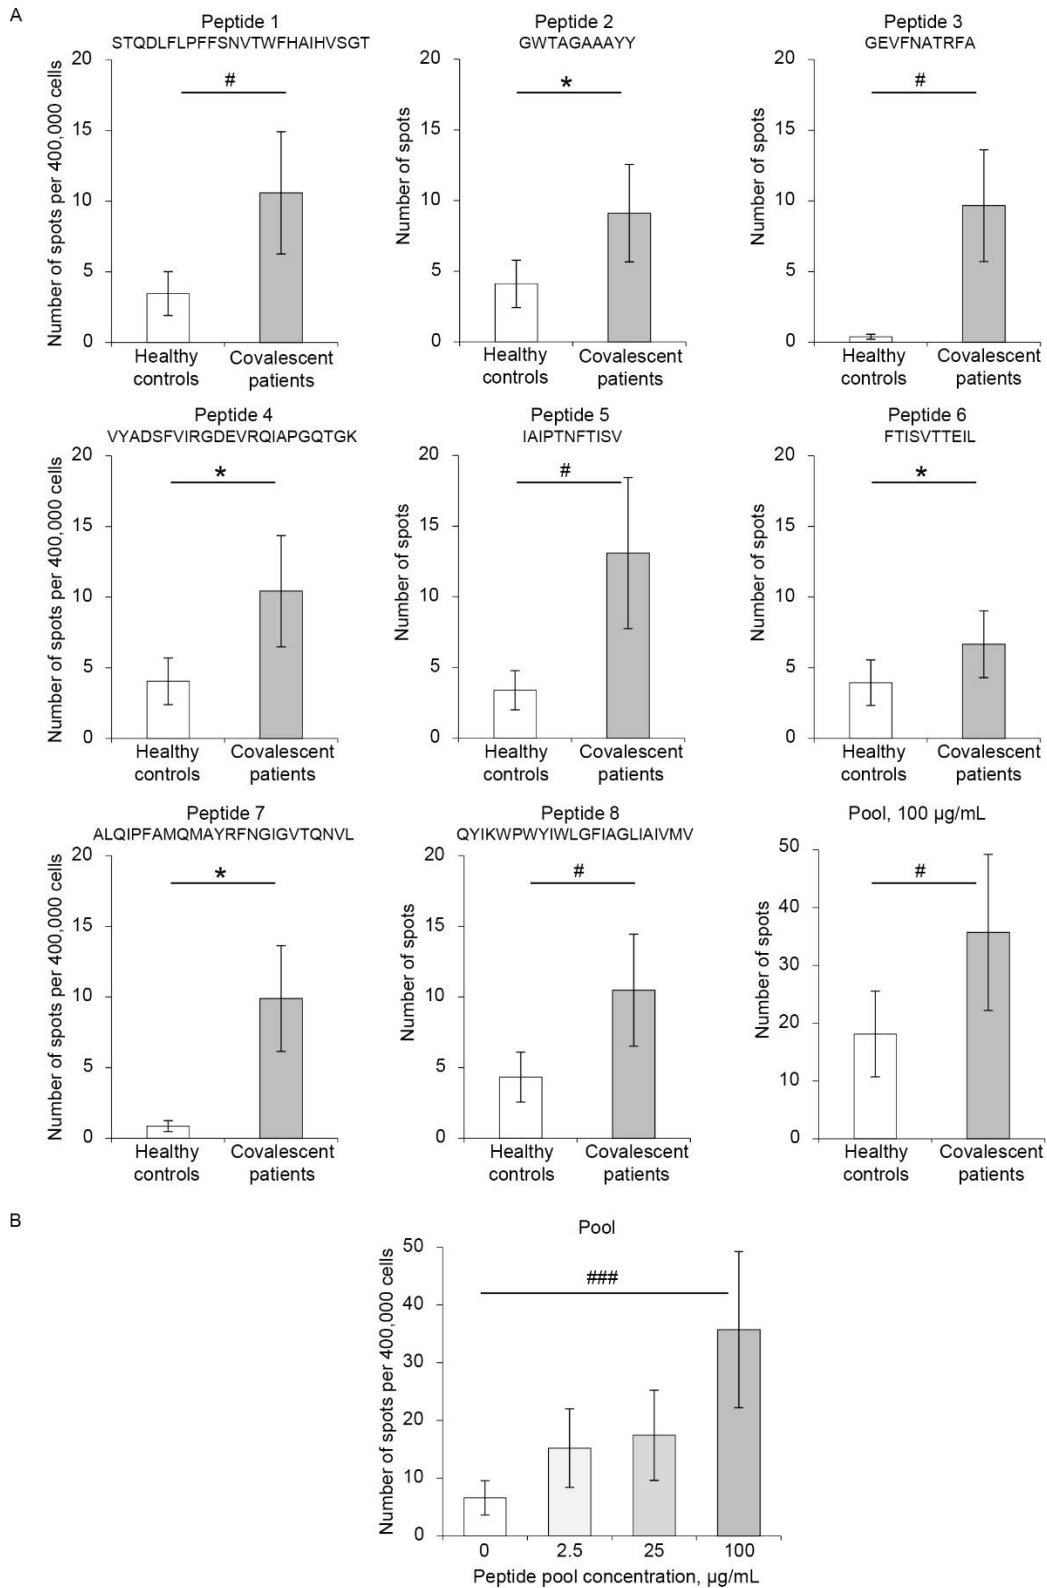 A
Peptide 1
STQDLFLPFFSNVTWFHAIHVSGT
Number of spots per 400,000 cells
20
15
10
5
0
#
Healthy controls
Covalescent patients
Peptide 2
GWTAGAAAYY
Number of spots
20
15
10
5
0
*
Healthy controls
Covalescent patients
Peptide 3
GEVFNATRFA
Number of spots
20
15
10
5
0
#
Healthy controls
Covalescent patients
Peptide 4
VYADSFVIRGDEVRQIAPGQTGK
Number of spots per 400,000 cells
20
15
10
5
0
*
Healthy controls
Covalescent patients
Peptide 5
IAIPTNFTISV
Number of spots
20
15
10
5
0
#
Healthy controls
Covalescent patients
Peptide 6
FTISVTTEIL
Number of spots
20
15
10
5
0
*
Healthy controls
Covalescent patients
Peptide 7
ALQIPFAMQMAYRFNGIGVTQNVL
Number of spots per 400,000 cells
20
15
10
5
0
*
Healthy controls
Covalescent patients
Peptide 8
QYIKWPWYIWLGFIAGLIAIVMV
Number of spots
20
15
10
5
0
#
Healthy controls
Covalescent patients
Pool, 100 µg/mL
Number of spots
50
40
30
20
10
0
#
Healthy controls
Covalescent patients
B
Pool
Number of spots per 400,000 cells
50
40
30
20
10
0
###
0
2.5
25
100
Peptide pool concentration, µg/mL